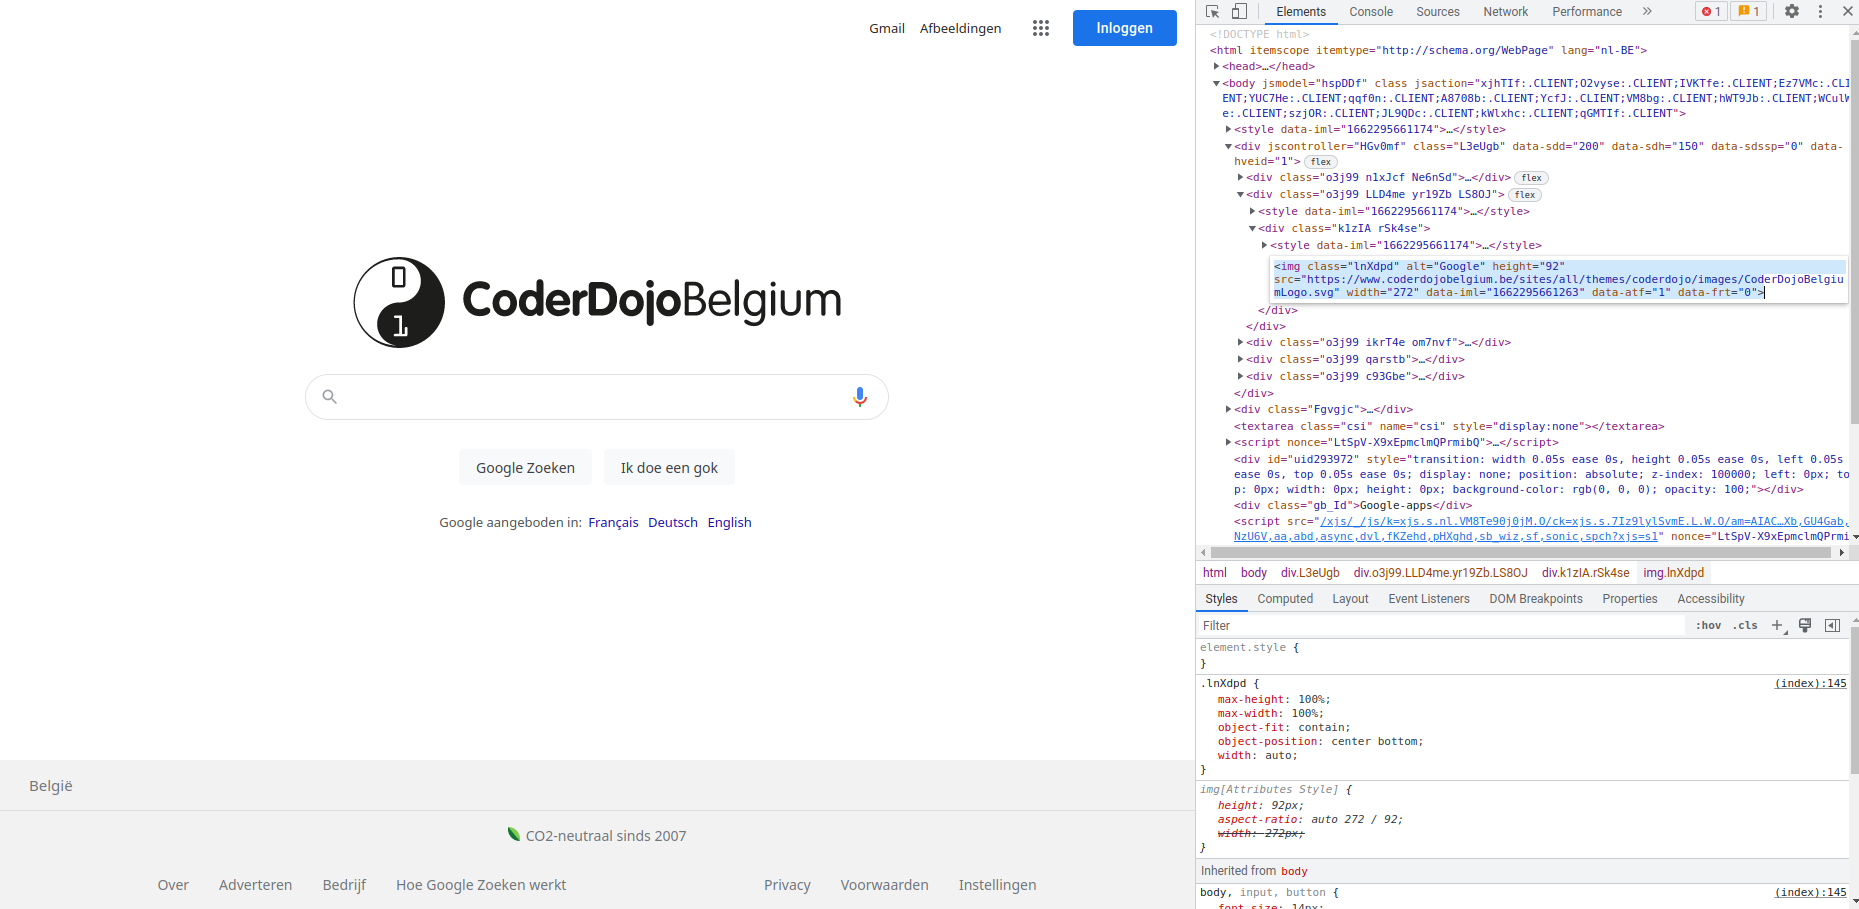 Gmail Afbeeldingen Inloggen
CoderDojoBelgium
Google Zoeken Ik doe een gok
Google aangeboden in: Français Deutsch English
België
CO2-neutraal sinds 2007
Over Adverteren Bedrijf Hoe Google Zoeken werkt Privacy Voorwaarden Instellingen
Elements Console Sources Network Performance » 1 1
<!DOCTYPE html>
<html itemscope itemtype="http://schema.org/WebPage" lang="nl-BE">
<head>…</head>
<body jsmodel="hspDDf" class jsaction="xjhTIf:.CLIENT;O2vyse:.CLIENT;IVKTfe:.CLIENT;Ez7VMc:.CLI
ENT;YUC7He:.CLIENT;qqf0n:.CLIENT;A8708b:.CLIENT;YcfJ:.CLIENT;VM8bg:.CLIENT;hWT9Jb:.CLIENT;WCulW
e:.CLIENT;szjOR:.CLIENT;JL9QDc:.CLIENT;kWlxhc:.CLIENT;qGMTIf:.CLIENT">
<style data-iml="1662295661174">…</style>
<div jscontroller="HGv0mf" class="L3eUgb" data-sdd="200" data-sdh="150" data-sdssp="0" data-
hveid="1"> flex
<div class="o3j99 n1xJcf Ne6nSd">…</div> flex
<div class="o3j99 LLD4me yr19Zb LS8OJ"> flex
<style data-iml="1662295661174">…</style>
<div class="k1zIA rSk4se">
<style data-iml="1662295661174">…</style>
<img class="lnXdpd" alt="Google" height="92"
src="https://www.coderdojobelgium.be/sites/all/themes/coderdojo/images/CoderDojoBelgiu
mLogo.svg" width="272" data-iml="1662295661263" data-atf="1" data-frt="0">
</div>
</div>
<div class="o3j99 ikrT4e om7nvf">…</div>
<div class="o3j99 qarstb">…</div>
<div class="o3j99 c93Gbe">…</div>
</div>
<div class="Fgvgjc">…</div>
<textarea class="csi" name="csi" style="display:none"></textarea>
<script nonce="LtSpV-X9xEpmclmQPrmibQ">…</script>
<div id="uid293972" style="transition: width 0.05s ease 0s, height 0.05s ease 0s, left 0.05s
ease 0s, top 0.05s ease 0s; display: none; position: absolute; z-index: 100000; left: 0px; to
p: 0px; width: 0px; height: 0px; background-color: rgb(0, 0, 0); opacity: 100;"></div>
<div class="gb_Id">Google-apps</div>
<script src="/xjs/_/js/k=xjs.s.nl.VM8Te90j0jM.O/ck=xjs.s.7Iz9lylSvmE.L.W.O/am=AIAC…Xb,GU4Gab,
NzU6V,aa,abd,async,dvl,fKZehd,pHXghd,sb_wiz,sf,sonic,spch?xjs=s1" nonce="LtSpV-X9xEpmclmQPrmi
html body div.L3eUgb div.o3j99.LLD4me.yr19Zb.LS8OJ div.k1zIA.rSk4se img.lnXdpd
Styles Computed Layout Event Listeners DOM Breakpoints Properties Accessibility
Filter :hov .cls +
element.style {
}
.lnXdpd { (index):145
max-height: 100%;
max-width: 100%;
object-fit: contain;
object-position: center bottom;
width: auto;
}
img[Attributes Style] {
height: 92px;
aspect-ratio: auto 272 / 92;
width: 272px;
}
Inherited from body
body, input, button { (index):145
font-size: 14px;